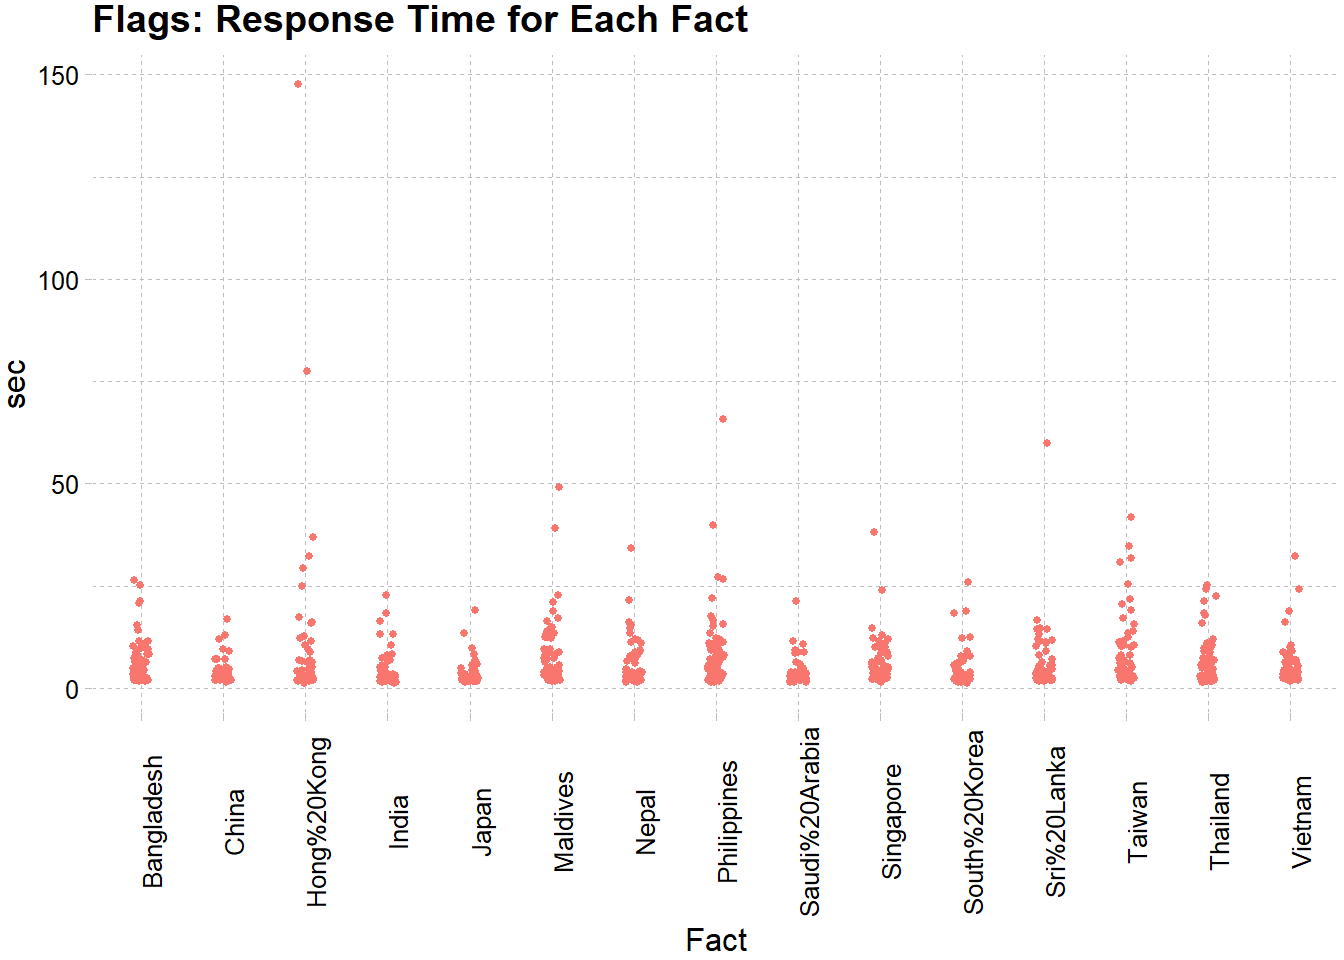 Flags: Response Time for Each Fact
150
100
50
0
sec
Bangladesh
China
Hong%20Kong
India
Japan
Maldives
Nepal
Philippines
Saudi%20Arabia
Singapore
South%20Korea
Sri%20Lanka
Taiwan
Thailand
Vietnam
Fact